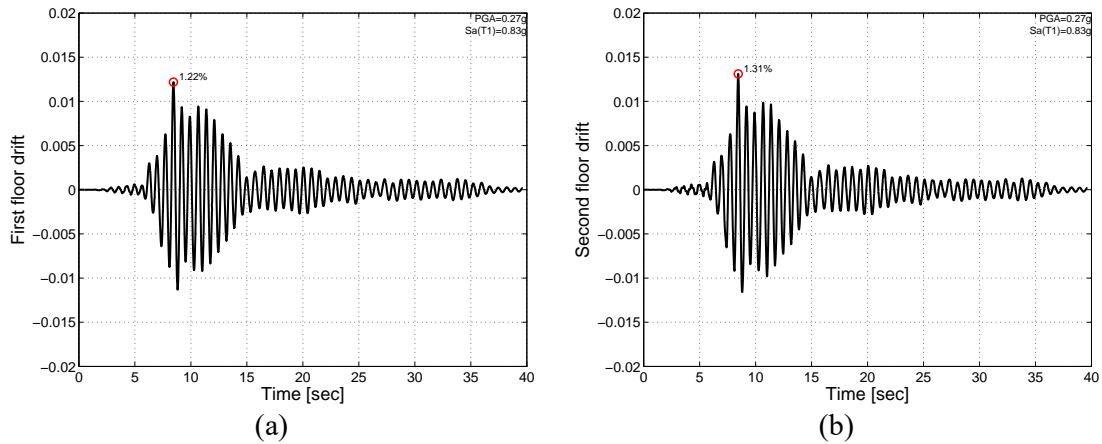 0.02
PGA=0.27g
Sa(T1)=0.83g
0.015
1.22%
0.01
0.005
0
−0.005
−0.01
−0.015
−0.02
First floor drift
0 5 10 15 20 25 30 35 40
Time [sec]
(a)
0.02
PGA=0.27g
Sa(T1)=0.83g
0.015
1.31%
0.01
0.005
0
−0.005
−0.01
−0.015
−0.02
Second floor drift
0 5 10 15 20 25 30 35 40
Time [sec]
(b)